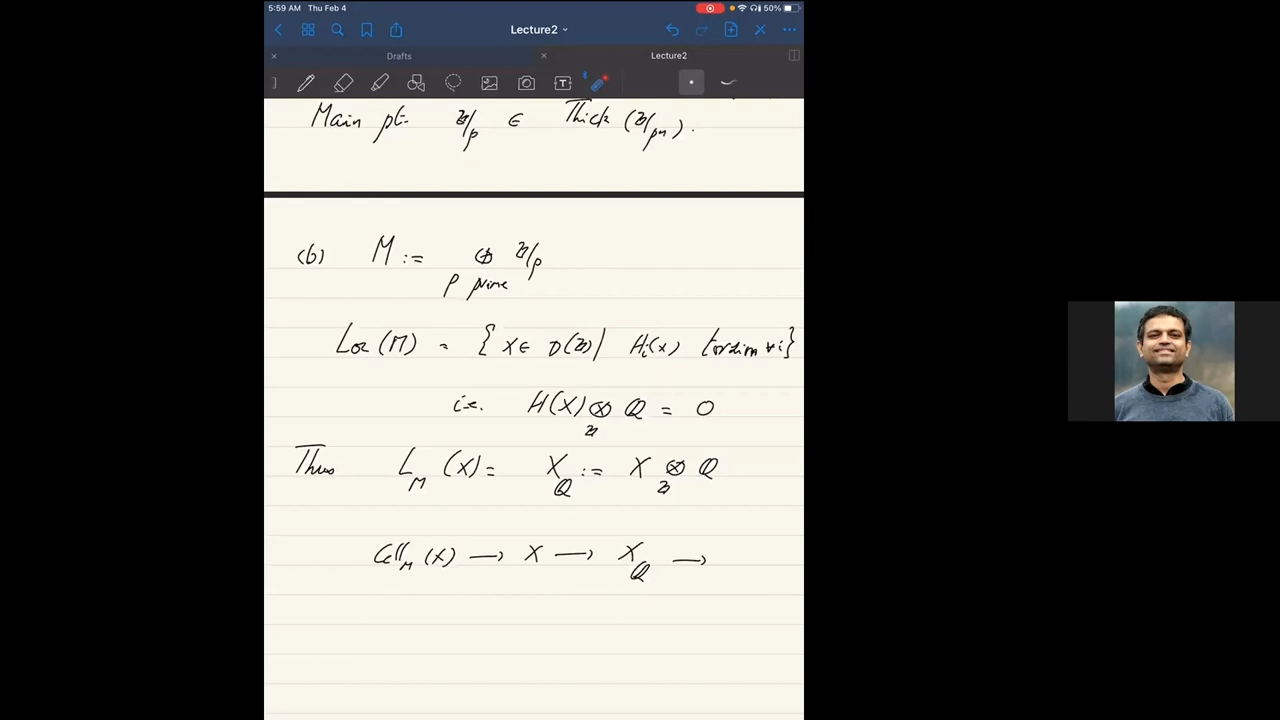 5:59 AM Thu Feb 4 50%
Lecture2
Drafts Lecture2
Main pt. ℤ/p ∈ Thick (ℤ/pn).
(b) M := ⊕ ℤ/p
p prime
Loc(M) = { X ∈ D(ℤ) | Hi(X) torsion ∀i}
i.e. H(X) ⊗ℤ ℚ = 0
Thus L_M (X) = X_ℚ := X ⊗ℤ ℚ
Cell_M (X) → X → X_ℚ →